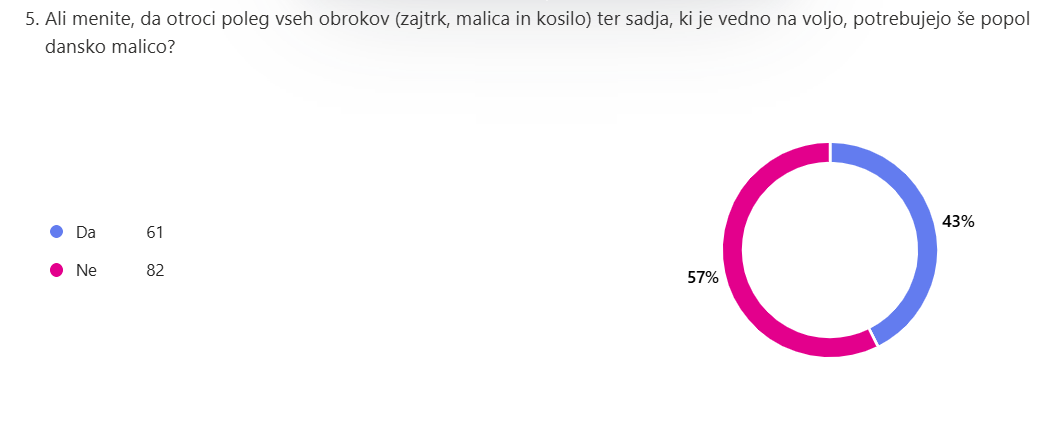 5. Ali menite, da otroci poleg vseh obrokov (zajtrk, malica in kosilo) ter sadja, ki je vedno na voljo, potrebujejo še popol
dansko malico?
43%
Da 61
Ne 82
57%